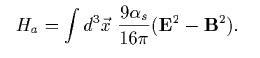 $H_a = \int d^3\vec{x} \; \frac{9\alpha_s}{16\pi} (\mathbf{E}^2 - \mathbf{B}^2).$